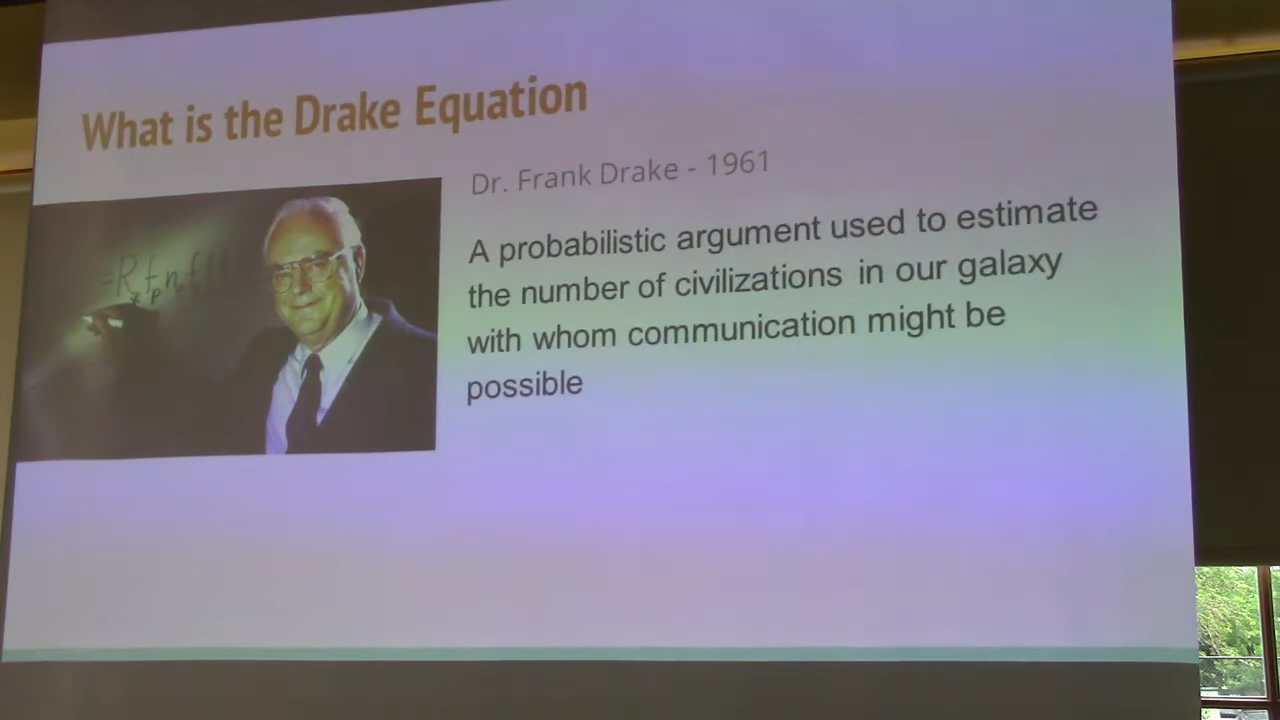 What is the Drake Equation
Dr. Frank Drake - 1961
A probabilistic argument used to estimate
the number of civilizations in our galaxy
with whom communication might be
possible